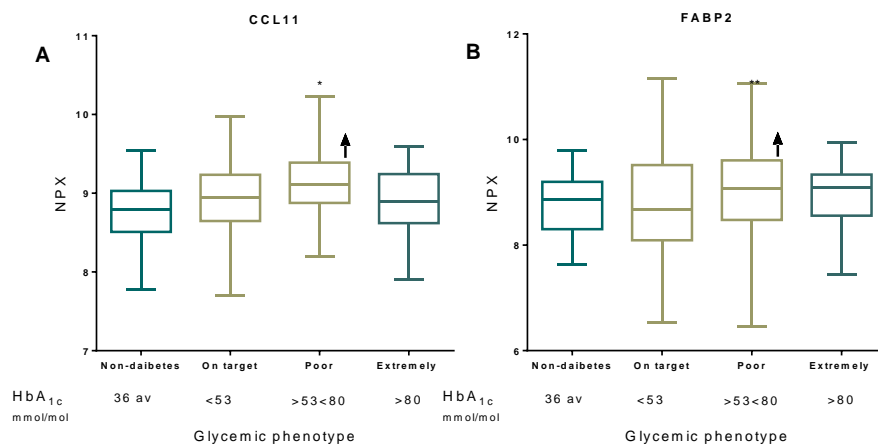 CCL11
A
11
10
9
8
7
NPX
*
Non-daibetes On target Poor Extremely
HbA1c 36 av <53 >53<80 >80
mmol/mol
Glycemic phenotype
FABP2
B
12
10
8
6
NPX
**
Non-daibetes On target Poor Extremely
HbA1c 36 av <53 >53<80 >80
mmol/mol
Glycemic phenotype